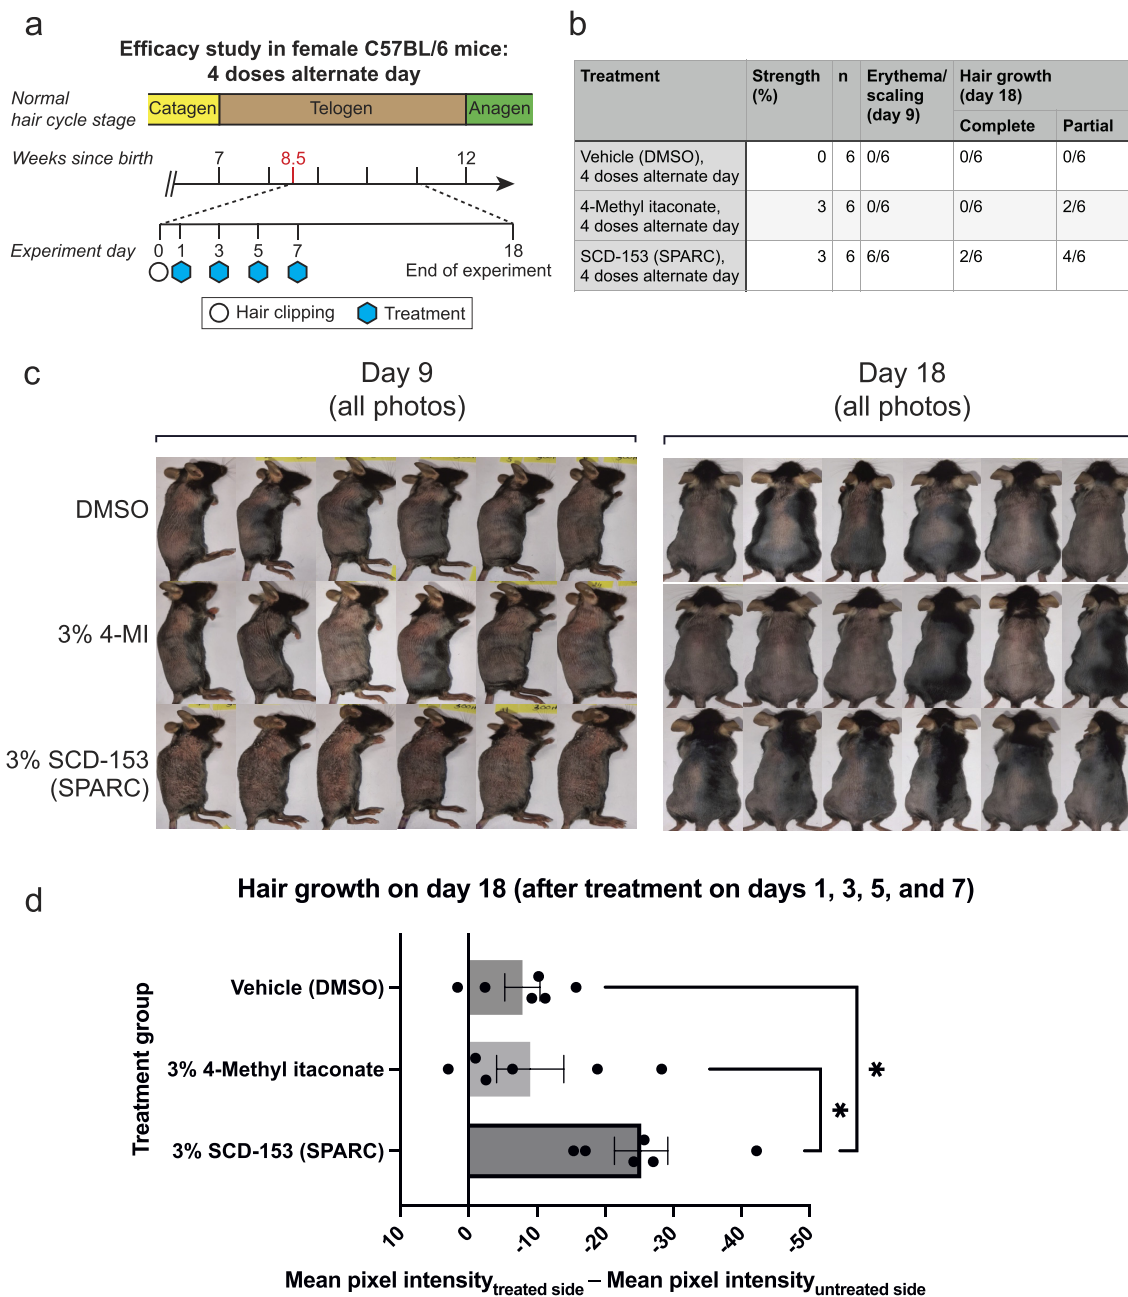 a
Efficacy study in female C57BL/6 mice:
4 doses alternate day
Normal
hair cycle stage
Catagen
Telogen
Anagen
Weeks since birth
7
8.5
12
Experiment day
0
1
3
5
7
18
End of experiment
Hair clipping
Treatment
b
Treatment
Strength
(%)
n
Erythema/
scaling
(day 9)
Hair growth
(day 18)
Complete
Partial
Vehicle (DMSO),
4 doses alternate day
0
6
0/6
0/6
0/6
4-Methyl itaconate,
4 doses alternate day
3
6
0/6
0/6
2/6
SCD-153 (SPARC),
4 doses alternate day
3
6
6/6
2/6
4/6
c
Day 9
(all photos)
Day 18
(all photos)
DMSO
3% 4-MI
3% SCD-153
(SPARC)
d
Hair growth on day 18 (after treatment on days 1, 3, 5, and 7)
Treatment group
Vehicle (DMSO)
3% 4-Methyl itaconate
3% SCD-153 (SPARC)
*
*
10
0
-10
-20
-30
-40
-50
Mean pixel intensity treated side – Mean pixel intensity untreated side